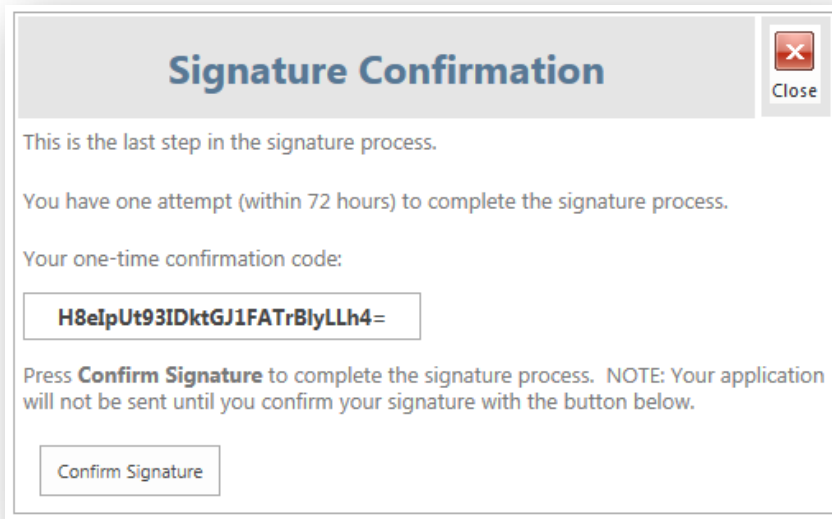 Signature Confirmation
Close
This is the last step in the signature process.
You have one attempt (within 72 hours) to complete the signature process.
Your one-time confirmation code:
H8eIpUt93IDktGJ1FATrBlyLLh4=
Press Confirm Signature to complete the signature process.  NOTE: Your application
will not be sent until you confirm your signature with the button below.
Confirm Signature